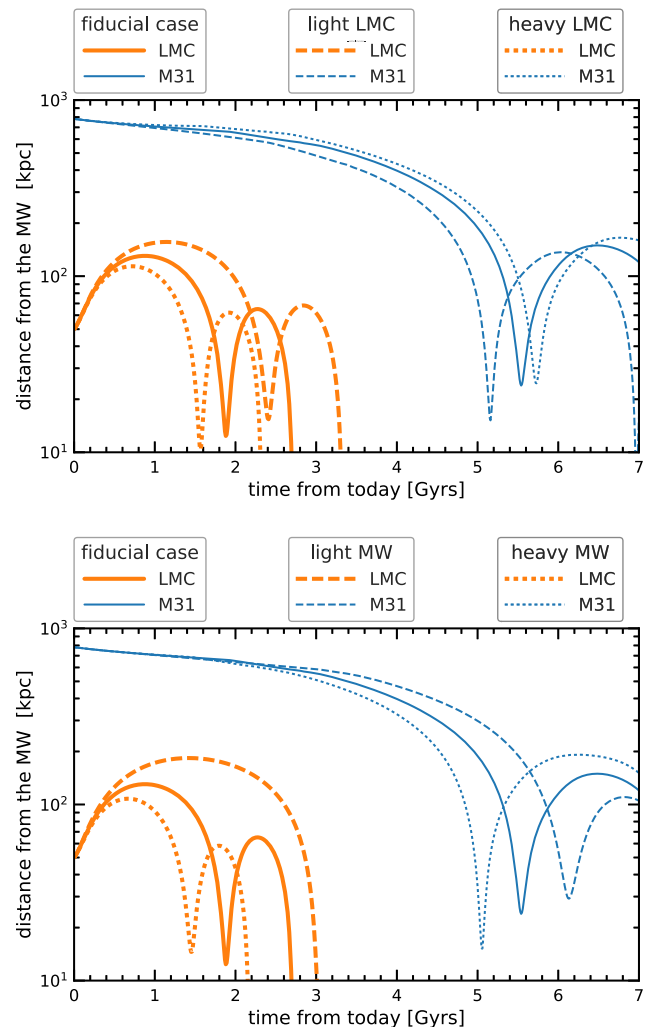 fiducial case
LMC
M31
light LMC
LMC
M31
heavy LMC
LMC
M31
distance from the MW [kpc]
10³
10²
10¹
0 1 2 3 4 5 6 7
time from today [Gyrs]
fiducial case
LMC
M31
light MW
LMC
M31
heavy MW
LMC
M31
distance from the MW [kpc]
10³
10²
10¹
0 1 2 3 4 5 6 7
time from today [Gyrs]